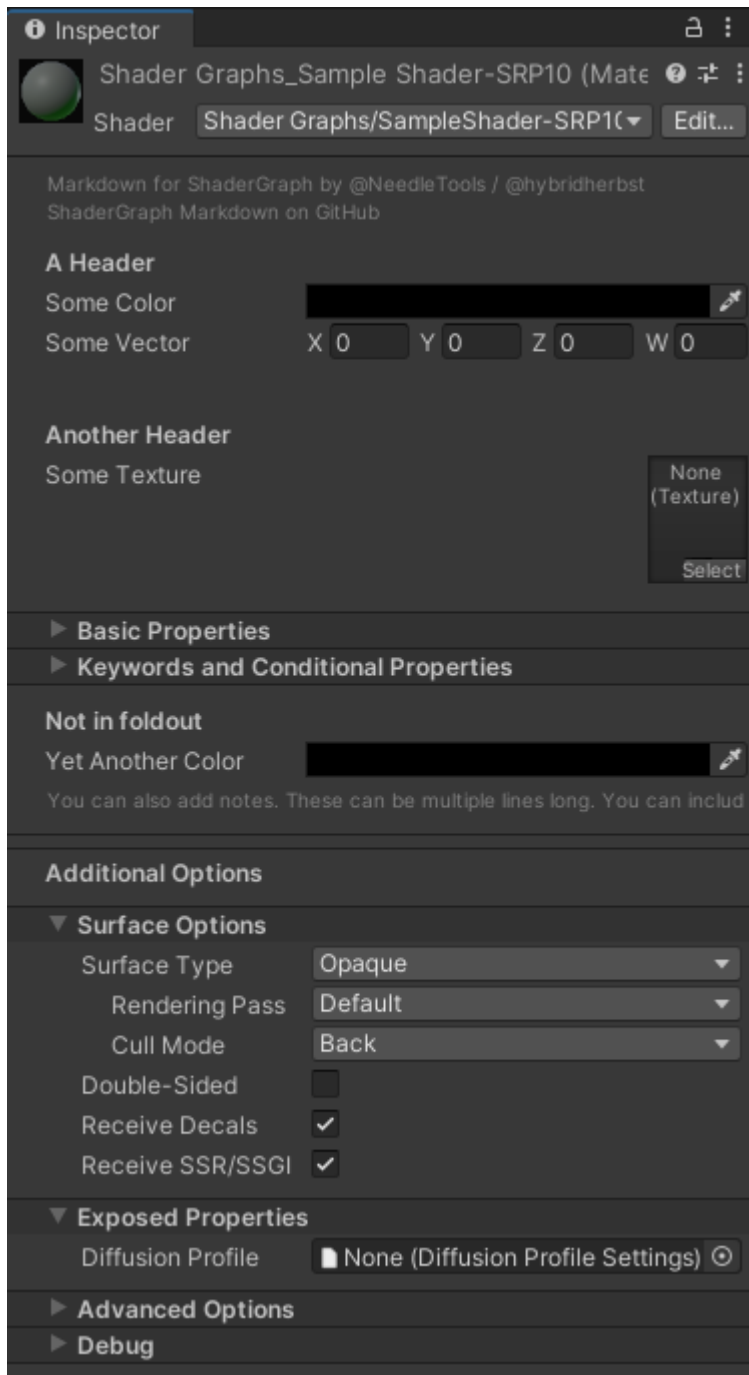 Inspector
Shader Graphs_Sample Shader-SRP10 (Mate
Shader Shader Graphs/SampleShader-SRP1( Edit...
Markdown for ShaderGraph by @NeedleTools / @hybridherbst
ShaderGraph Markdown on GitHub
A Header
Some Color
Some Vector X 0 Y 0 Z 0 W 0
Another Header
Some Texture None
(Texture)
Select
Basic Properties
Keywords and Conditional Properties
Not in foldout
Yet Another Color
You can also add notes. These can be multiple lines long. You can includ
Additional Options
Surface Options
Surface Type Opaque
Rendering Pass Default
Cull Mode Back
Double-Sided
Receive Decals
Receive SSR/SSGI
Exposed Properties
Diffusion Profile None (Diffusion Profile Settings)
Advanced Options
Debug